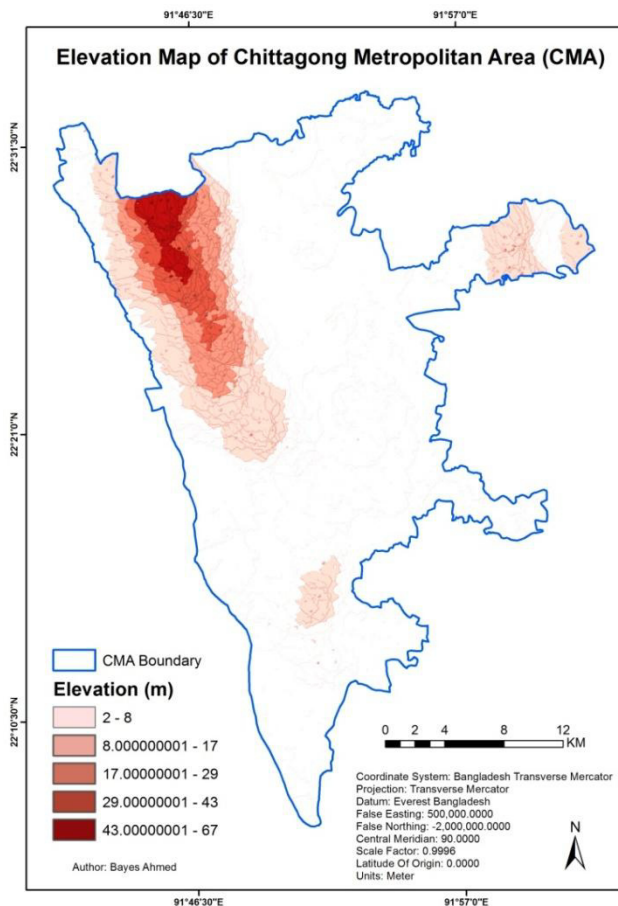 91°46'30"E 91°57'0"E
Elevation Map of Chittagong Metropolitan Area (CMA)
22°31'30"N
22°21'0"N
22°10'30"N
CMA Boundary
Elevation (m)
2 - 8
8.000000001 - 17
17.00000001 - 29
29.00000001 - 43
43.00000001 - 67
Author: Bayes Ahmed
0 2 4 8 12
KM
Coordinate System: Bangladesh Transverse Mercator
Projection: Transverse Mercator
Datum: Everest Bangladesh
False Easting: 500,000.0000
False Northing: -2,000,000.0000
Central Meridian: 90.0000
Scale Factor: 0.9996
Latitude Of Origin: 0.0000
Units: Meter
N
91°46'30"E 91°57'0"E